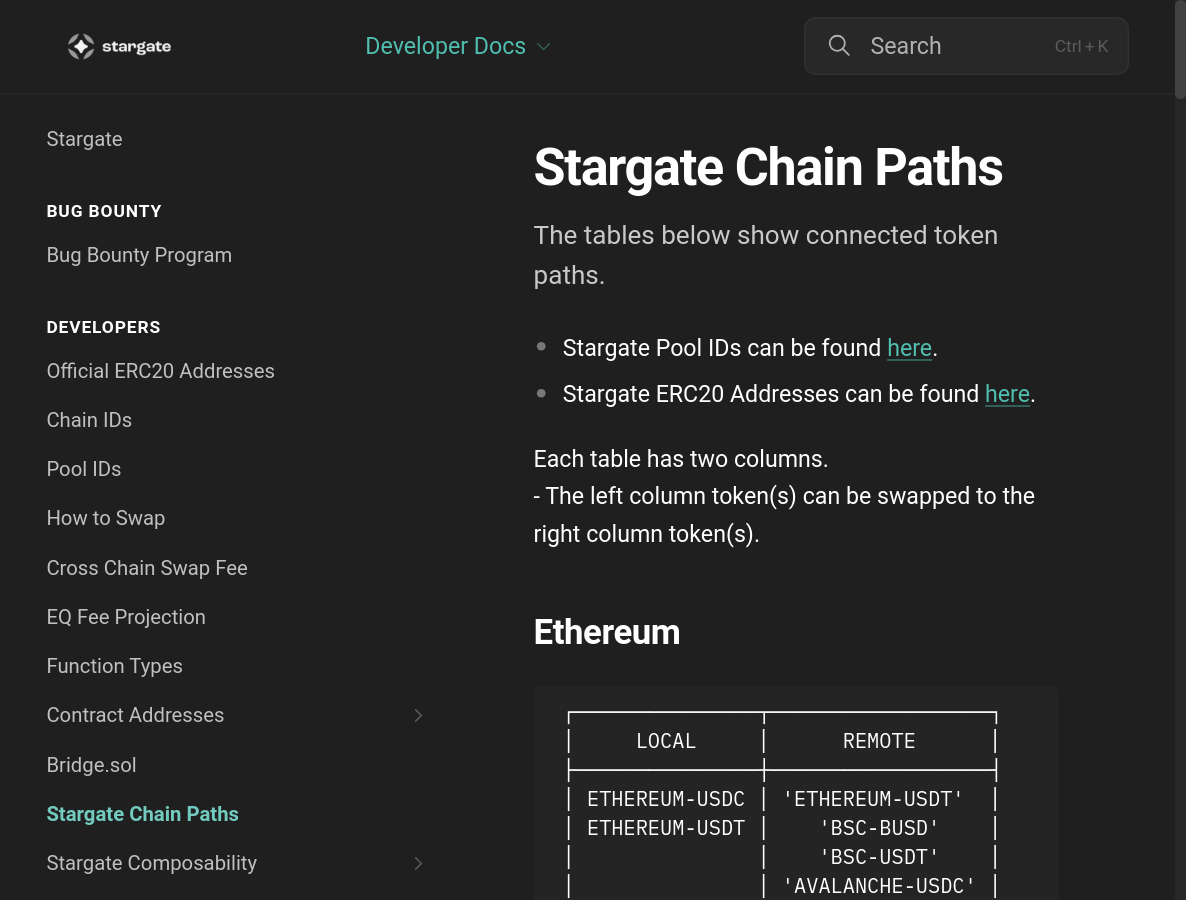 stargate
Developer Docs
Search
Ctrl + K
Stargate
BUG BOUNTY
Bug Bounty Program
DEVELOPERS
Official ERC20 Addresses
Chain IDs
Pool IDs
How to Swap
Cross Chain Swap Fee
EQ Fee Projection
Function Types
Contract Addresses
Bridge.sol
Stargate Chain Paths
Stargate Composability
Stargate Chain Paths
The tables below show connected token
paths.
Stargate Pool IDs can be found here.
Stargate ERC20 Addresses can be found here.
Each table has two columns.
- The left column token(s) can be swapped to the
right column token(s).
Ethereum
LOCAL REMOTE
ETHEREUM-USDC 'ETHEREUM-USDT'
ETHEREUM-USDT 'BSC-BUSD'
'BSC-USDT'
'AVALANCHE-USDC'